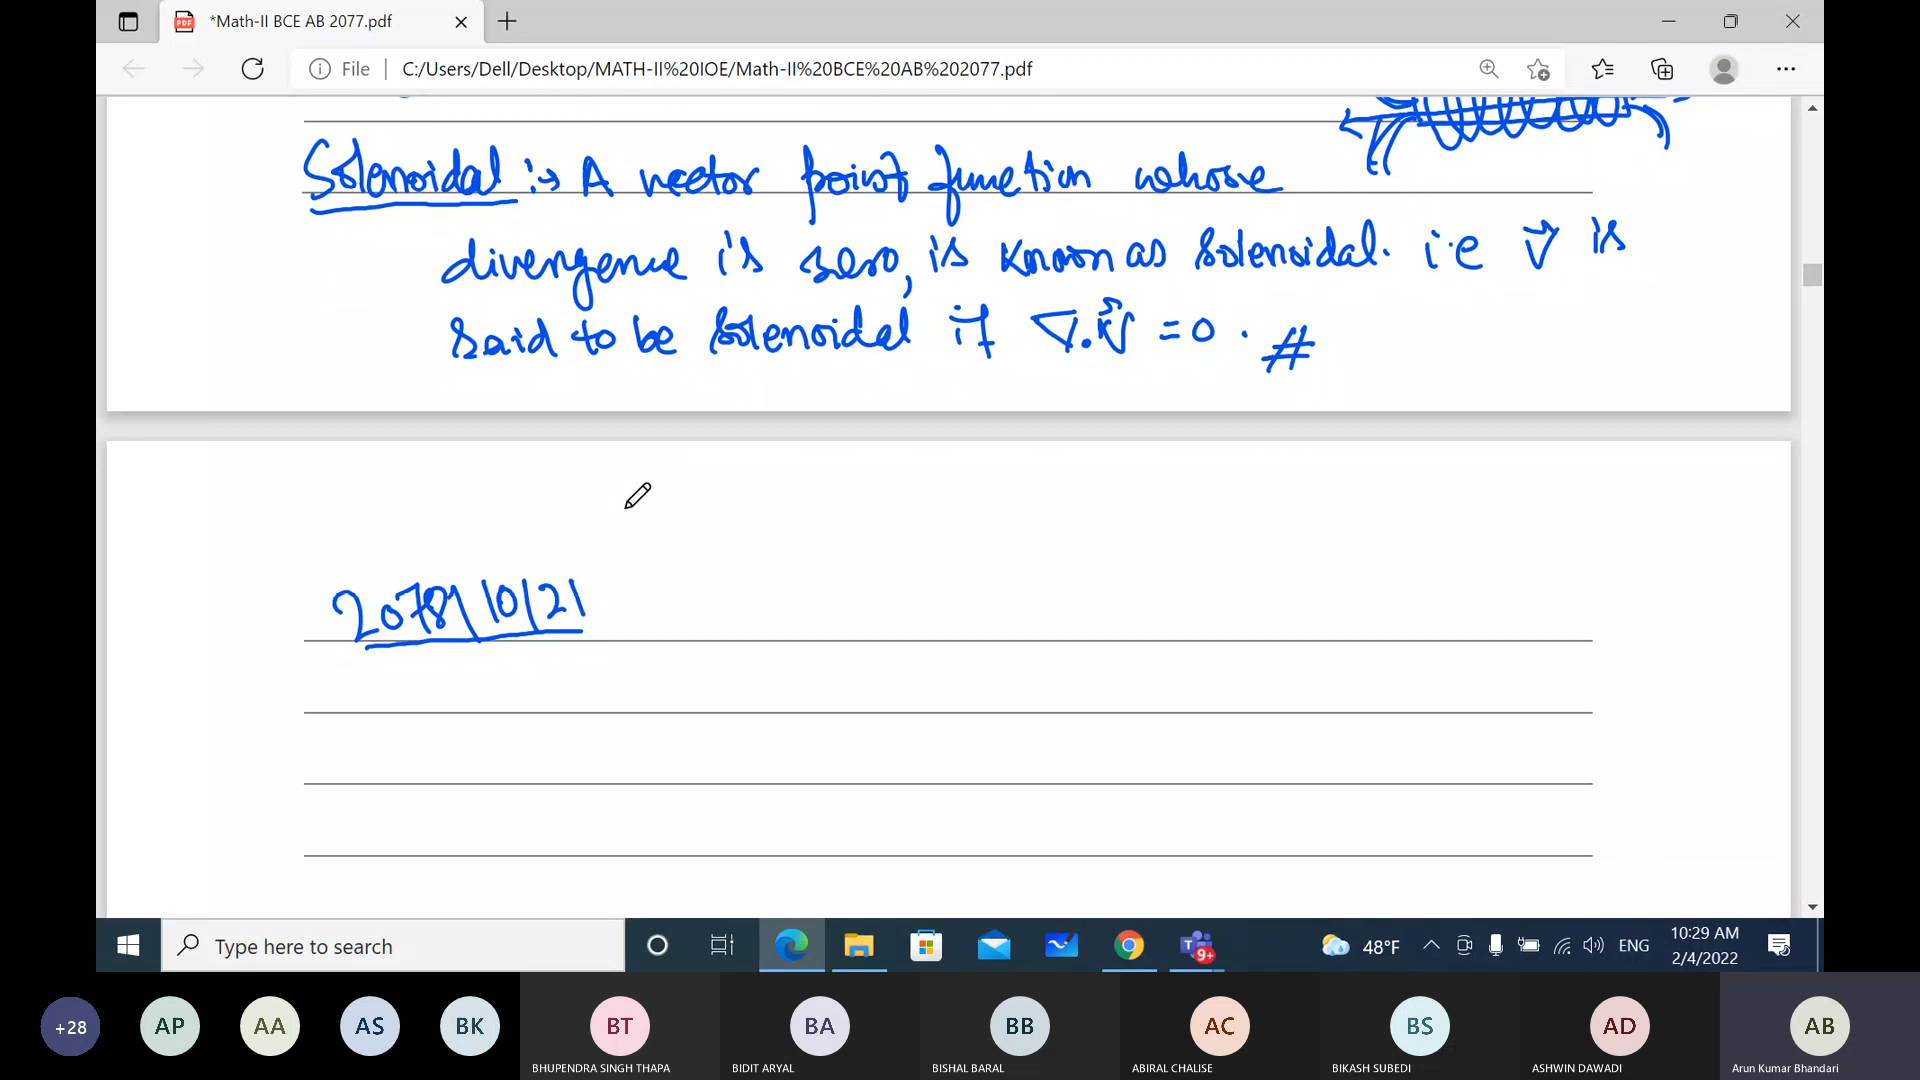 *Math-II BCE AB 2077.pdf
File | C:/Users/Dell/Desktop/MATH-II%20IOE/Math-II%20BCE%20AB%202077.pdf
Solenoidal :→ A vector point function whose
divergence is zero, is known as solenoidal. i.e V⃗ is
said to be solenoidal if ∇.V⃗ = 0 . #
2078/10/21
Type here to search
9+
48°F
ENG
10:29 AM
2/4/2022
+28 AP AA AS BK BT BA BB AC BS AD AB
BHUPENDRA SINGH THAPA BIDIT ARYAL BISHAL BARAL ABIRAL CHALISE BIKASH SUBEDI ASHWIN DAWADI Arun Kumar Bhandari